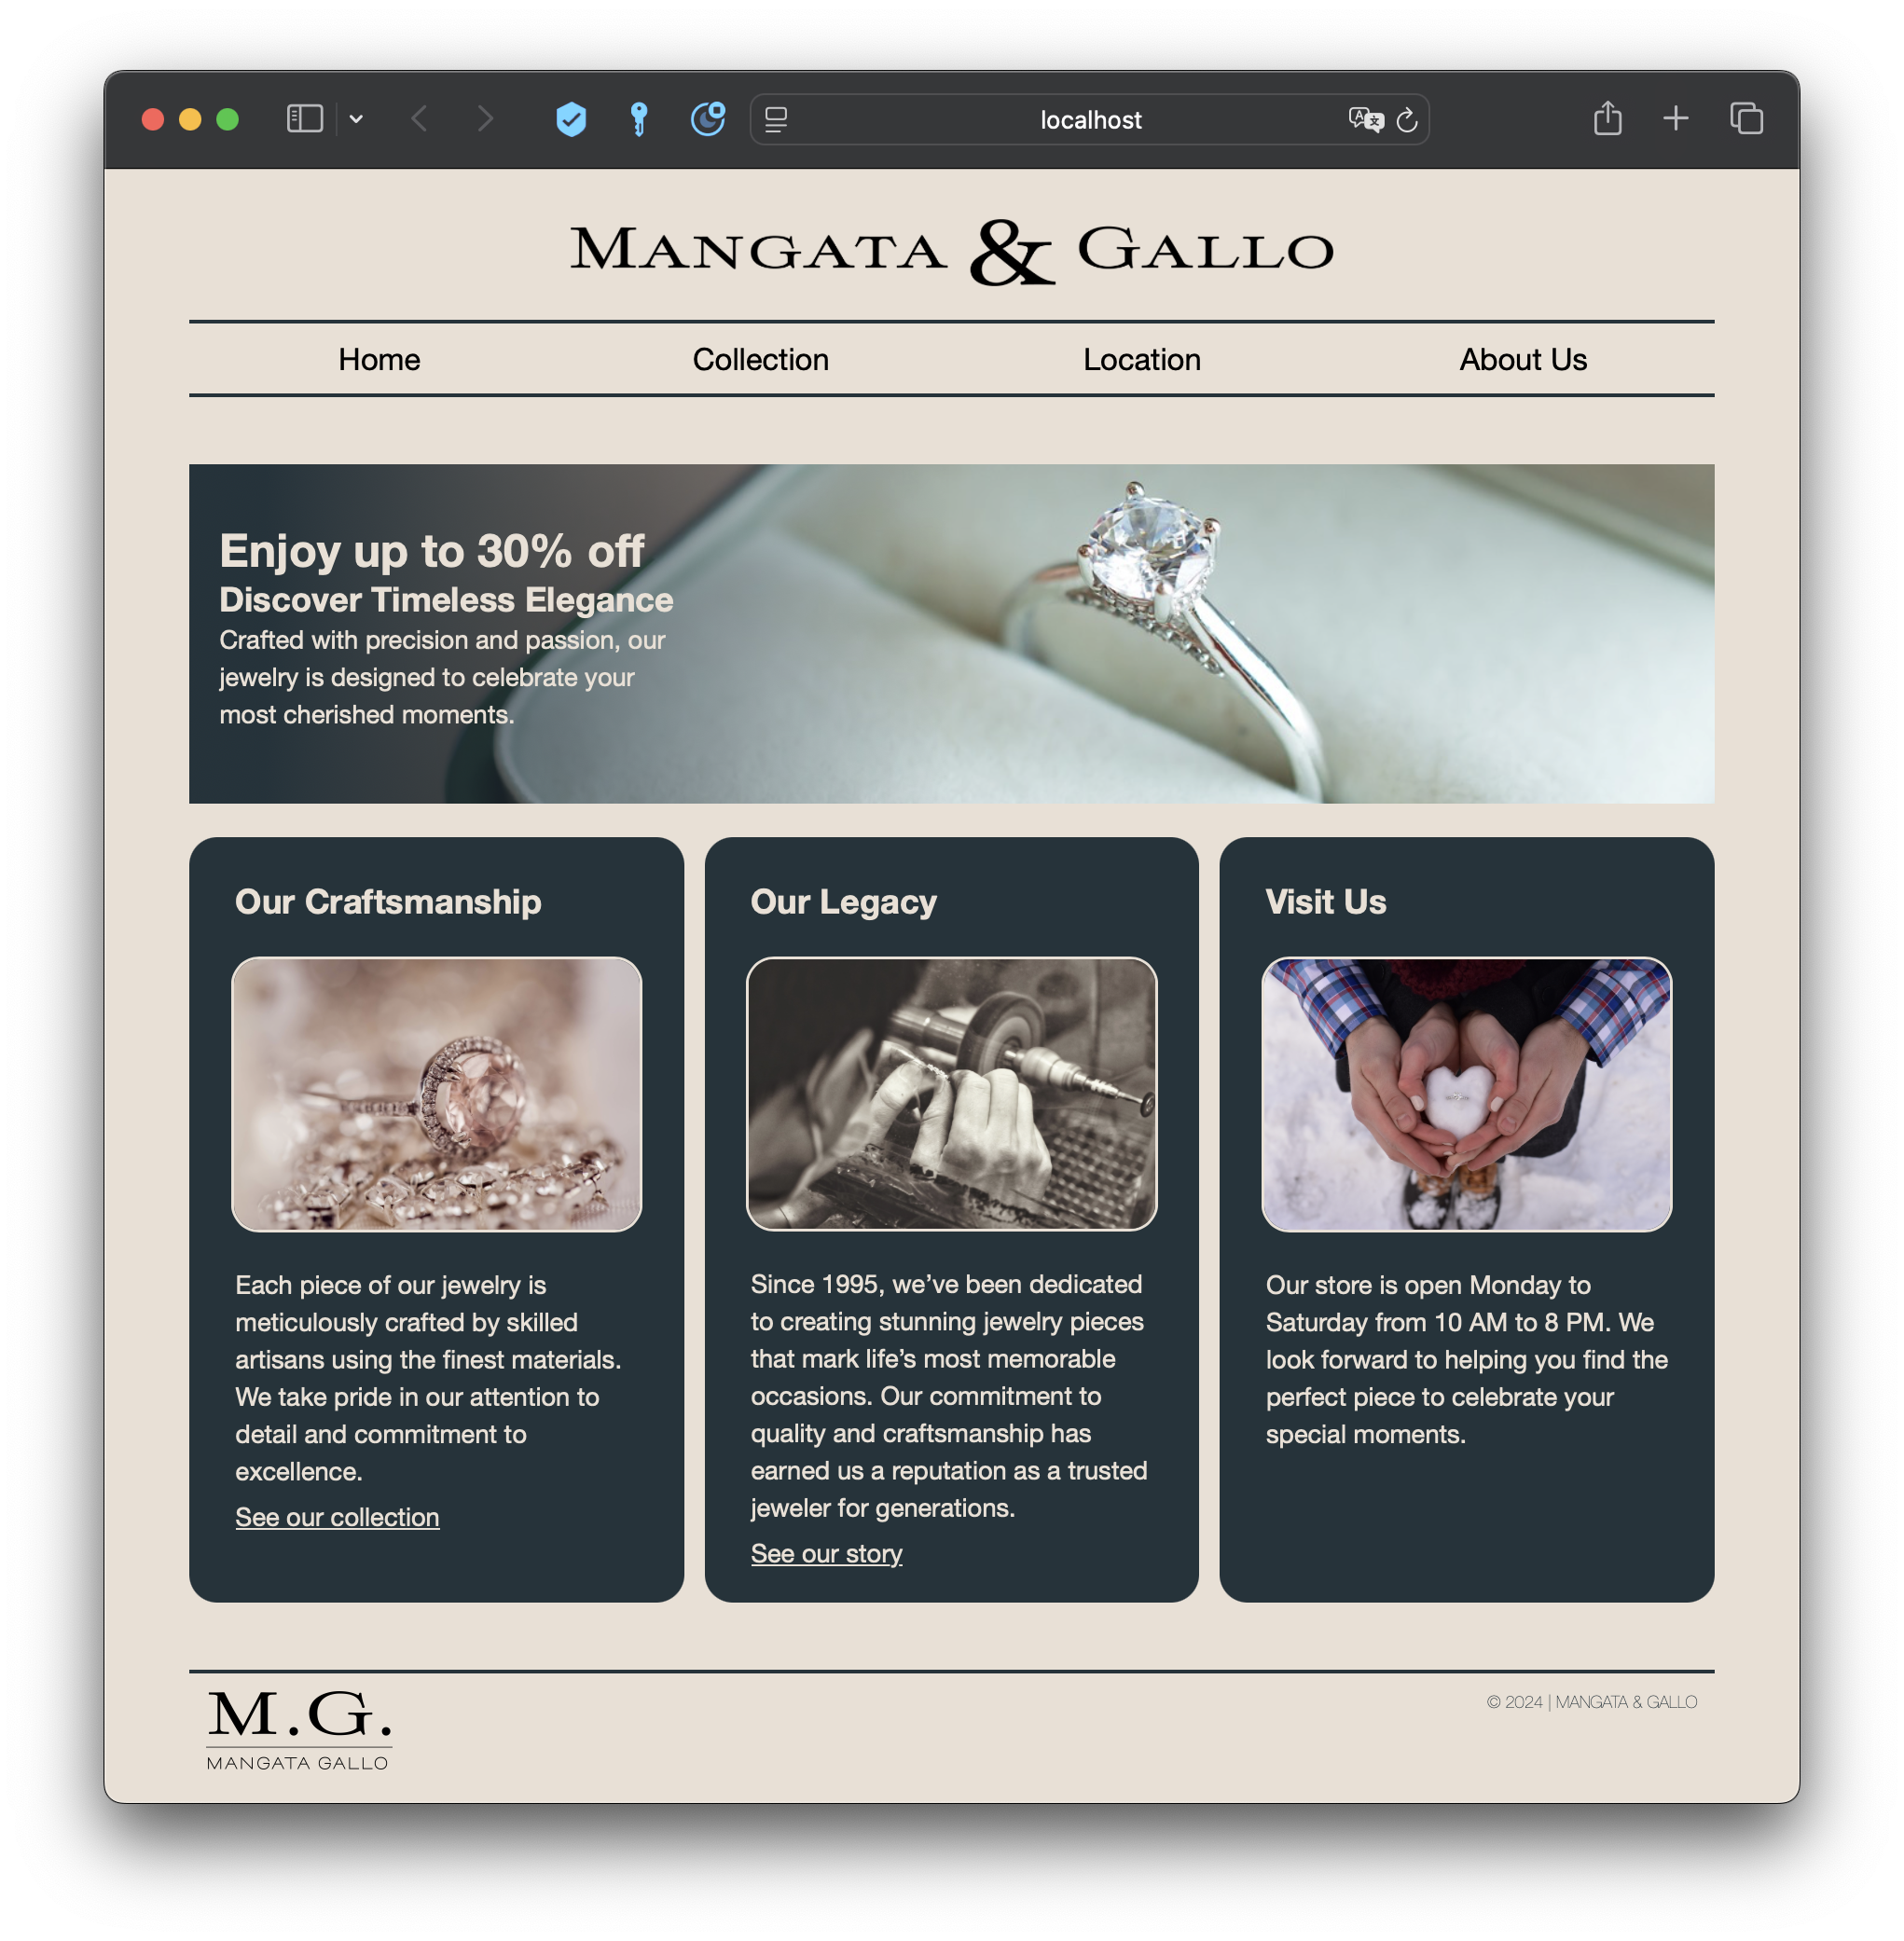 localhost
MANGATA & GALLO
Home
Collection
Location
About Us
Enjoy up to 30% off
Discover Timeless Elegance
Crafted with precision and passion, our
jewelry is designed to celebrate your
most cherished moments.
Our Craftsmanship
Each piece of our jewelry is
meticulously crafted by skilled
artisans using the finest materials.
We take pride in our attention to
detail and commitment to
excellence.
See our collection
Our Legacy
Since 1995, we’ve been dedicated
to creating stunning jewelry pieces
that mark life’s most memorable
occasions. Our commitment to
quality and craftsmanship has
earned us a reputation as a trusted
jeweler for generations.
See our story
Visit Us
Our store is open Monday to
Saturday from 10 AM to 8 PM. We
look forward to helping you find the
perfect piece to celebrate your
special moments.
M.G.
MANGATA GALLO
© 2024 | MANGATA & GALLO